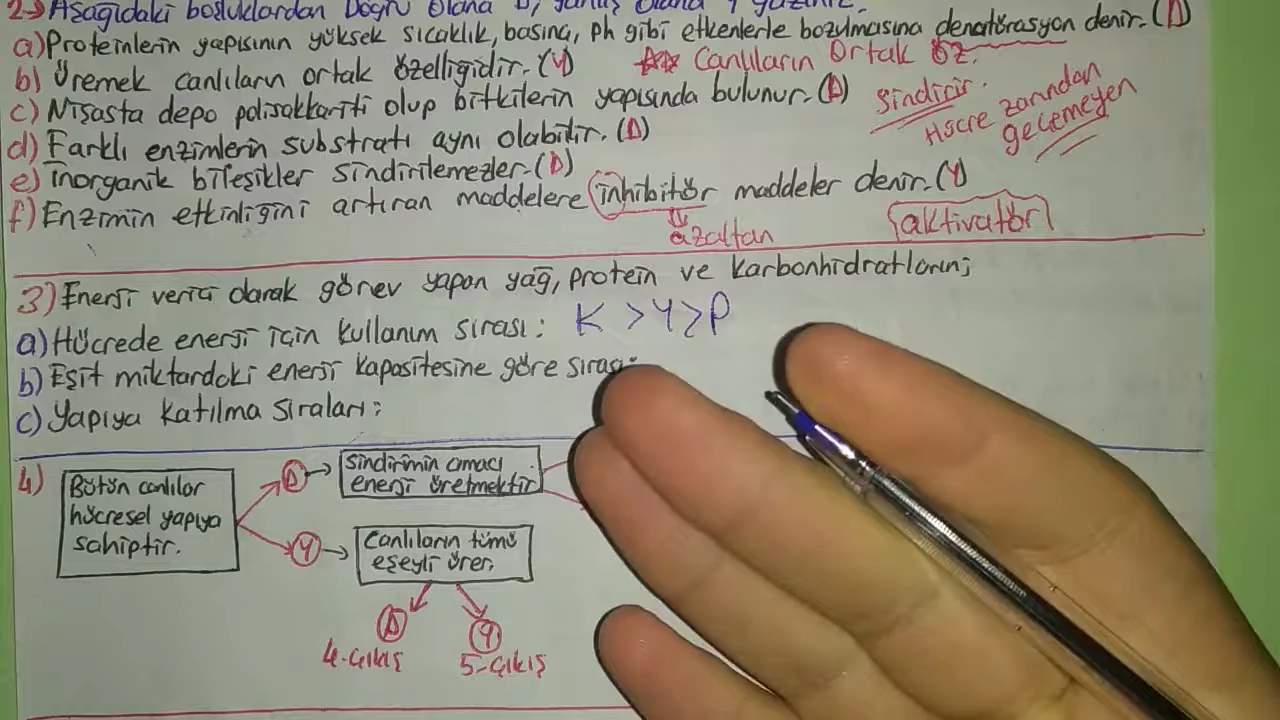 2-) Aşağıdaki boşluklardan Doğru olana D, yanlış olana Y yazınız.
a) Proteinlerin yapısının yüksek sıcaklık, basınç, ph gibi etkenlerle bozulmasına denatürasyon denir. (D)
b) Üremek canlıların ortak özelliğidir. (Y) ** Canlıların Ortak öz.
c) Nişasta depo polisakkariti olup bitkilerin yapısında bulunur. (D) Sindirir.
Hücre zarından
geçemeyen
d) Farklı enzimlerin substratı aynı olabilir. (D)
e) İnorganik bileşikler sindirilemezler. (D)
f) Enzimin etkinliğini artıran maddelere inhibitör maddeler denir. (Y)
azaltan aktivatör
3) Enerji verici olarak görev yapan yağ, protein ve karbonhidratların;
a) Hücrede enerji için kullanım sırası: K > Y > P
b) Eşit miktardaki enerji kapasitesine göre sırası:
c) Yapıya katılma sıraları:
4) Bütün canlılar
hücresel yapıya
sahiptir.
D
Sindirimin amacı
enerji üretmektir
Y
Canlıların tümü
eşeyli ürer.
D Y
4-çıkış 5-çıkış